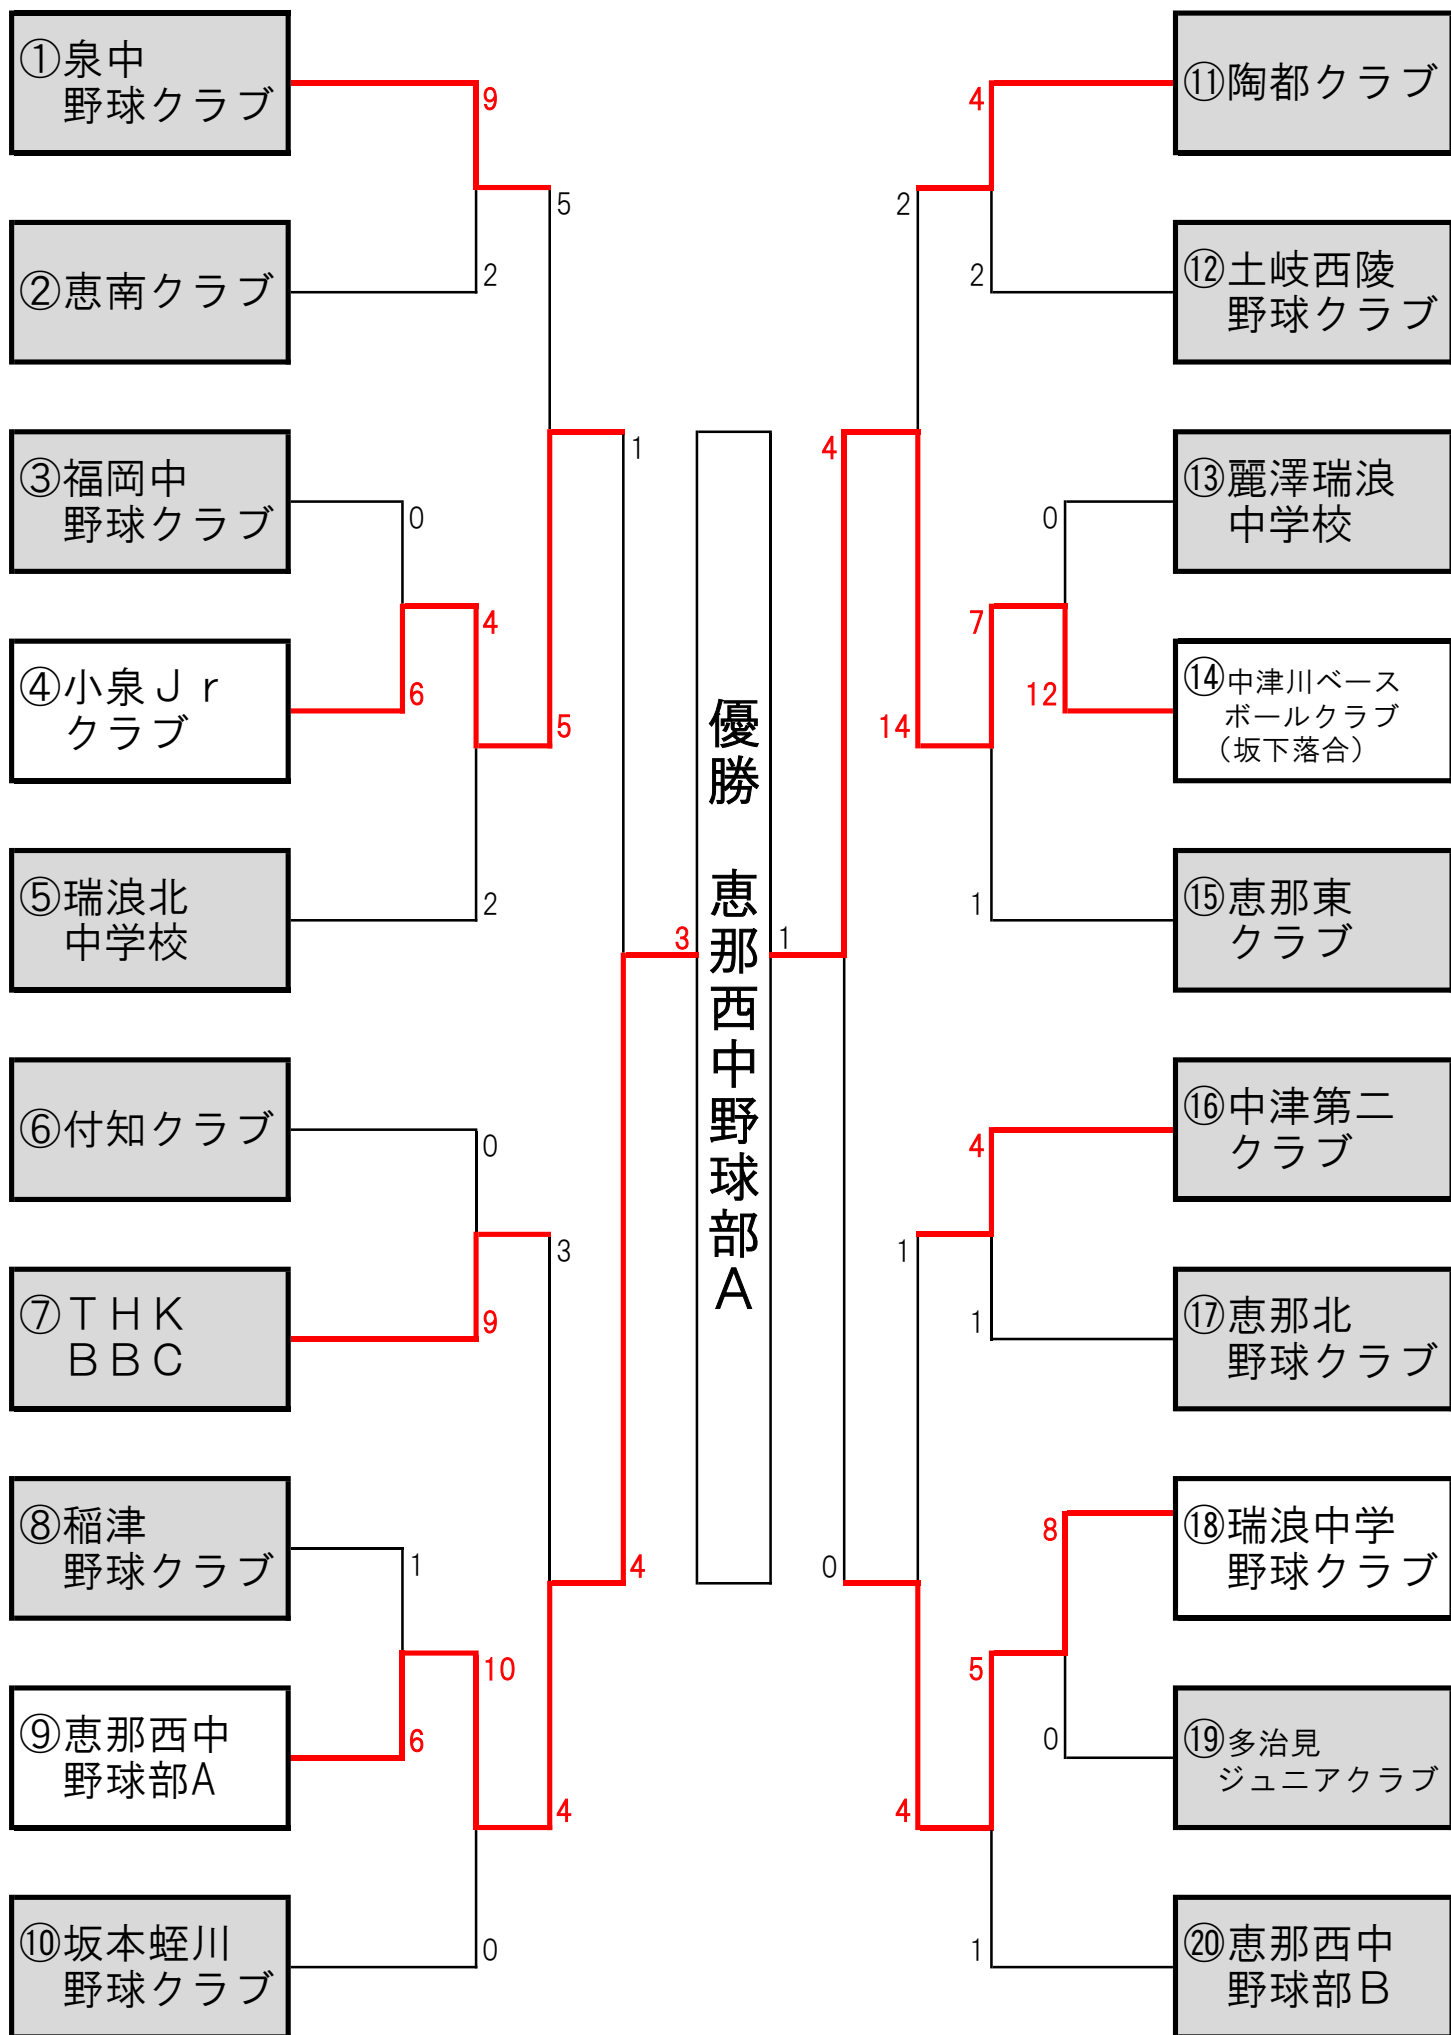 ①泉中
野球クラブ
②恵南クラブ
③福岡中
野球クラブ
④小泉Ｊｒ
クラブ
⑤瑞浪北
中学校
⑥付知クラブ
⑦ＴＨＫ
ＢＢＣ
⑧稲津
野球クラブ
⑨恵那西中
野球部A
⑩坂本蛭川
野球クラブ
9
2
0
6
4
2
0
9
1
6
10
0
5
5
3
4
1
4
3
優勝　恵那西中野球部Ａ
1
4
0
2
14
1
4
4
2
0
12
7
1
4
1
8
0
5
1
⑪陶都クラブ
⑫土岐西陵
野球クラブ
⑬麗澤瑞浪
中学校
⑭中津川ベース
ボールクラブ
（坂下落合）
⑮恵那東
クラブ
⑯中津第二
クラブ
⑰恵那北
野球クラブ
⑱瑞浪中学
野球クラブ
⑲多治見
ジュニアクラブ
⑳恵那西中
野球部Ｂ